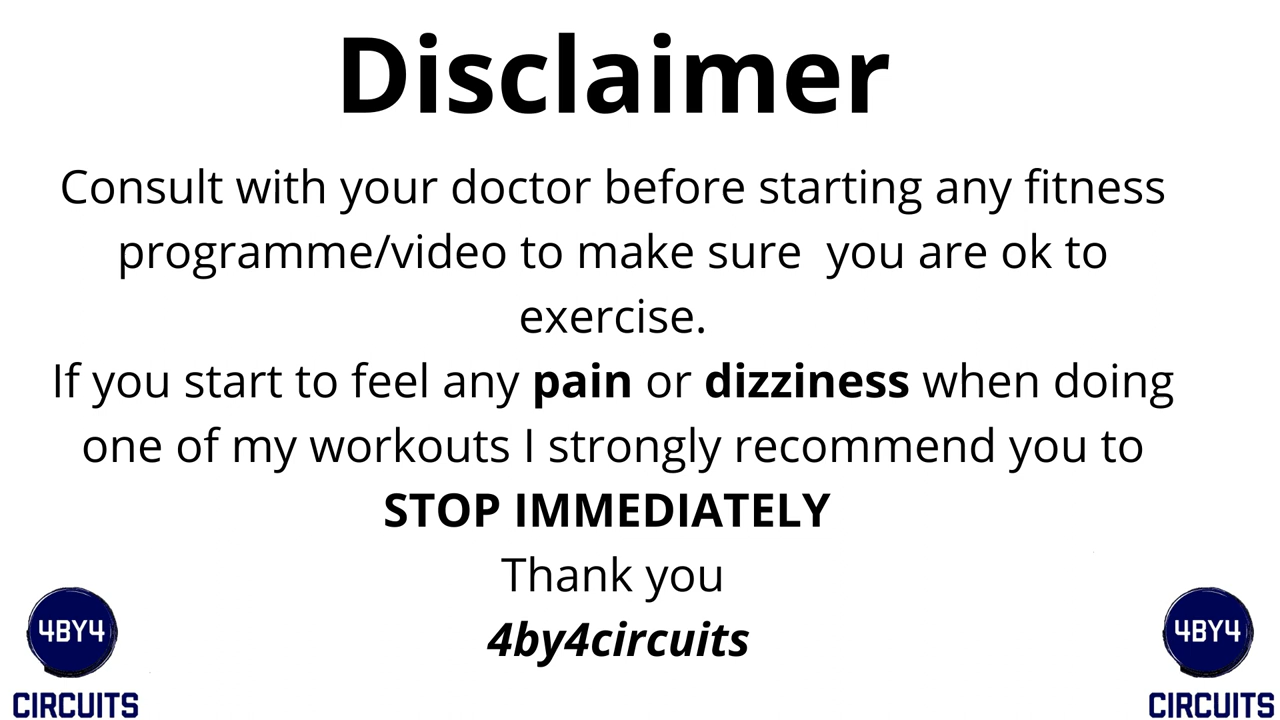 Disclaimer
Consult with your doctor before starting any fitness
programme/video to make sure  you are ok to
exercise.
If you start to feel any pain or dizziness when doing
one of my workouts I strongly recommend you to
STOP IMMEDIATELY
Thank you
4by4circuits
4BY4
CIRCUITS
4BY4
CIRCUITS